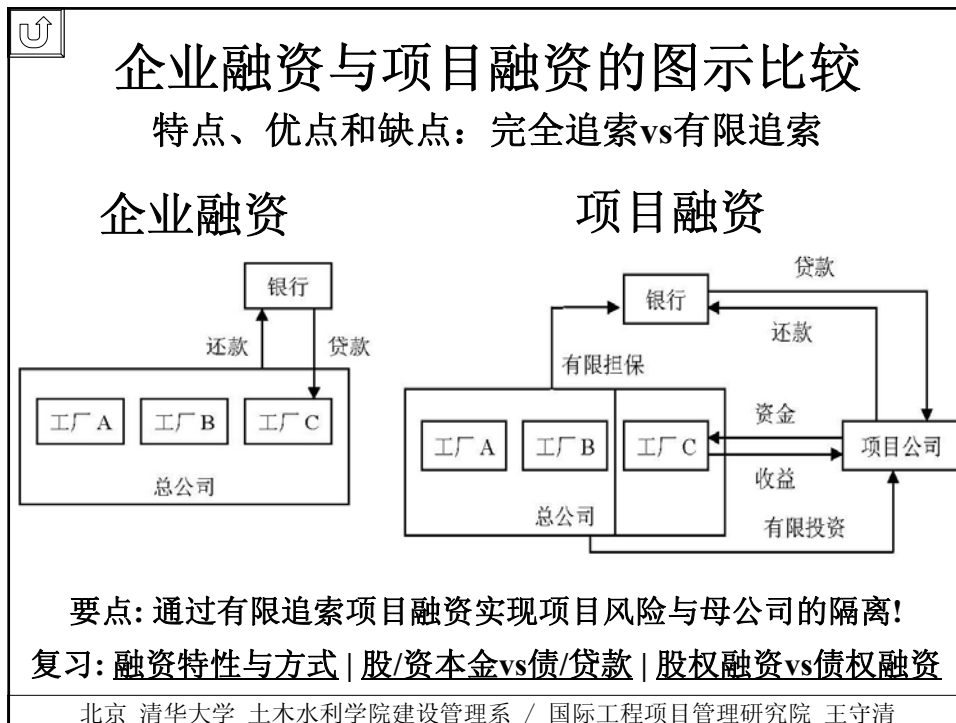 企业融资与项目融资的图示比较
特点、优点和缺点：完全追索vs有限追索
企业融资
银行
还款
贷款
工厂 A
工厂 B
工厂 C
总公司
项目融资
贷款
银行
还款
有限担保
工厂 A
工厂 B
工厂 C
资金
项目公司
收益
总公司
有限投资
要点: 通过有限追索项目融资实现项目风险与母公司的隔离!
复习: 融资特性与方式 | 股/资本金vs债/贷款 | 股权融资vs债权融资
北京 清华大学 土木水利学院建设管理系 / 国际工程项目管理研究院 王守清